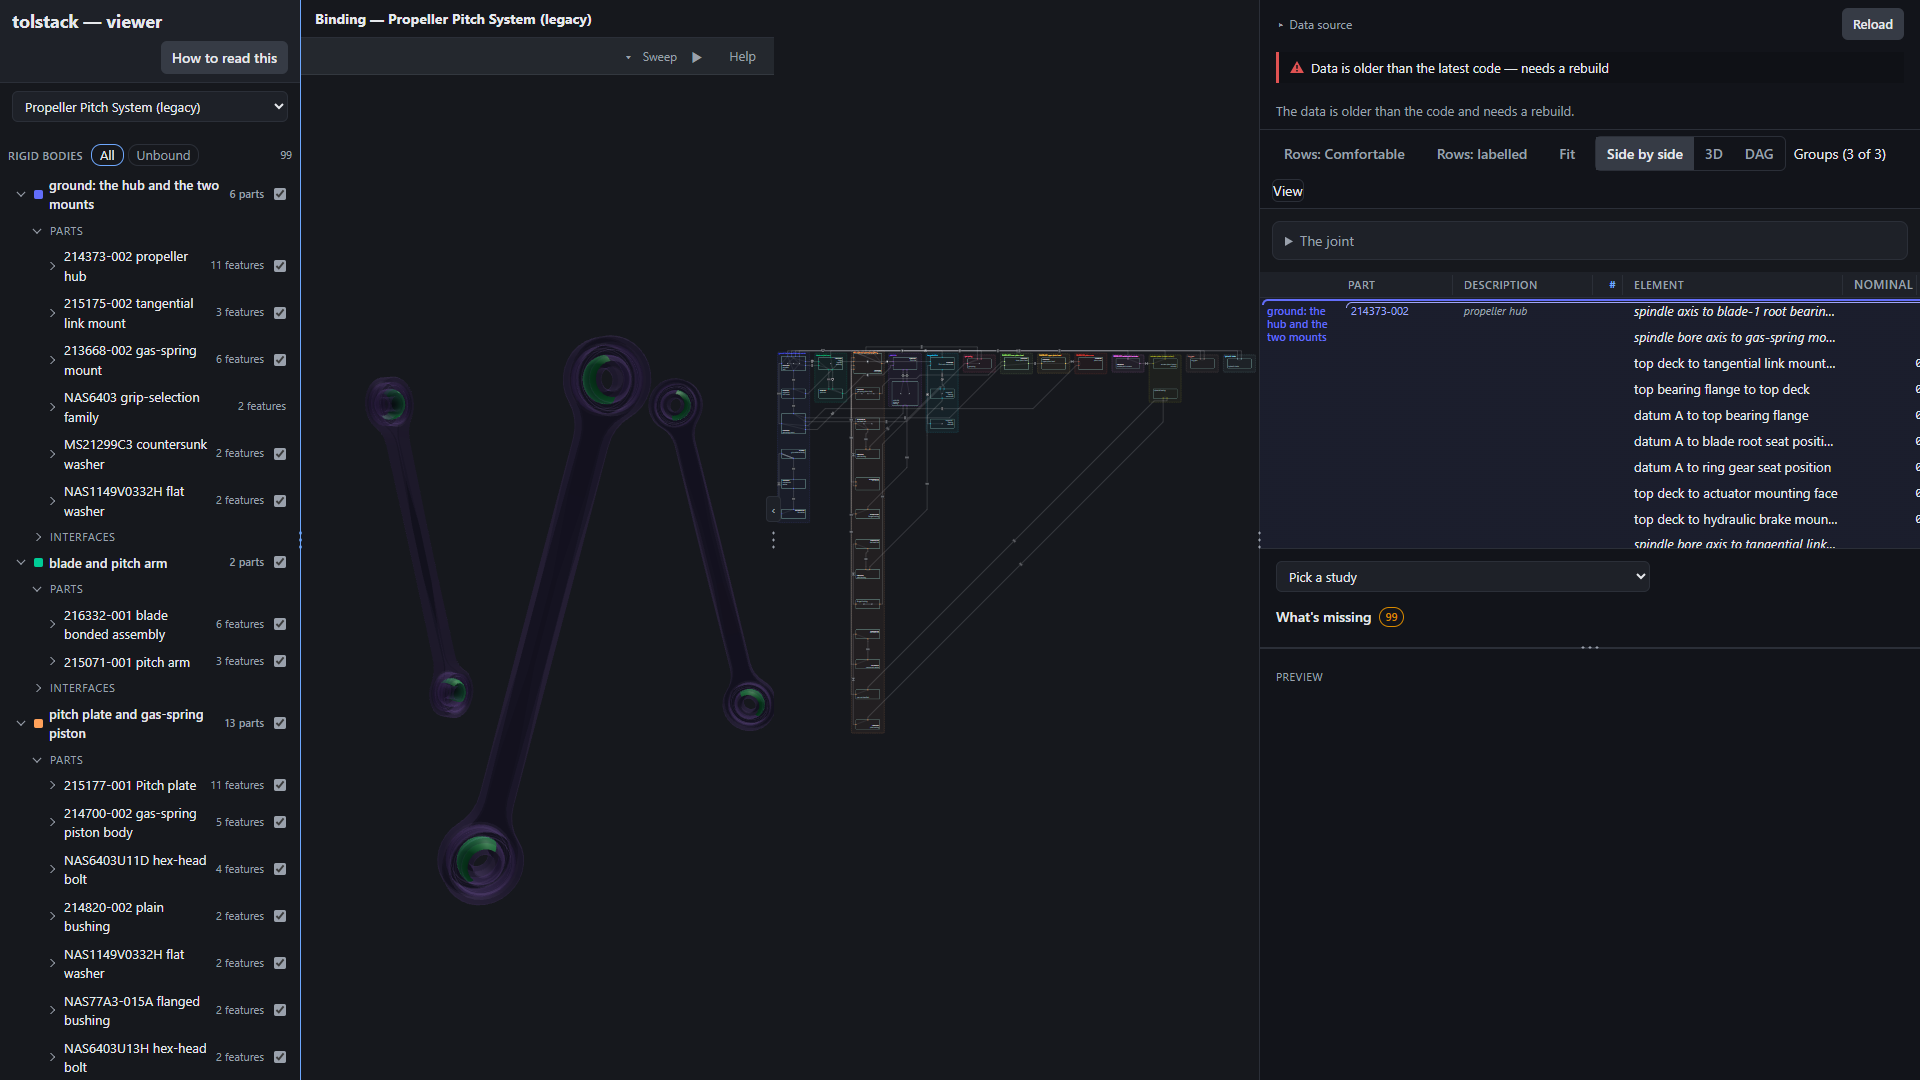 tolstack — viewer
How to read this
Propeller Pitch System (legacy)
RIGID BODIES All Unbound 99
ground: the hub and the two mounts 6 parts
PARTS
214373-002 propeller hub 11 features
215175-002 tangential link mount 3 features
213668-002 gas-spring mount 6 features
NAS6403 grip-selection family 2 features
MS21299C3 countersunk washer 2 features
NAS1149V0332H flat washer 2 features
INTERFACES
blade and pitch arm 2 parts
PARTS
216332-001 blade bonded assembly 6 features
215071-001 pitch arm 3 features
INTERFACES
pitch plate and gas-spring piston 13 parts
PARTS
215177-001 Pitch plate 11 features
214700-002 gas-spring piston body 5 features
NAS6403U11D hex-head bolt 4 features
214820-002 plain bushing 2 features
NAS1149V0332H flat washer 2 features
NAS77A3-015A flanged bushing 2 features
NAS6403U13H hex-head bolt 2 features
Binding — Propeller Pitch System (legacy)
Sweep Help
Data source
Reload
Data is older than the latest code — needs a rebuild
The data is older than the code and needs a rebuild.
Rows: Comfortable Rows: labelled Fit Side by side 3D DAG Groups (3 of 3)
View
The joint
PART DESCRIPTION # ELEMENT NOMINAL
ground: the hub and the two mounts 214373-002 propeller hub spindle axis to blade-1 root bearin...
spindle bore axis to gas-spring mo...
top deck to tangential link mount...
top bearing flange to top deck
datum A to top bearing flange
datum A to blade root seat positi...
datum A to ring gear seat position
top deck to actuator mounting face
top deck to hydraulic brake moun...
spindle bore axis to tangential link...
Pick a study
What's missing 99
PREVIEW